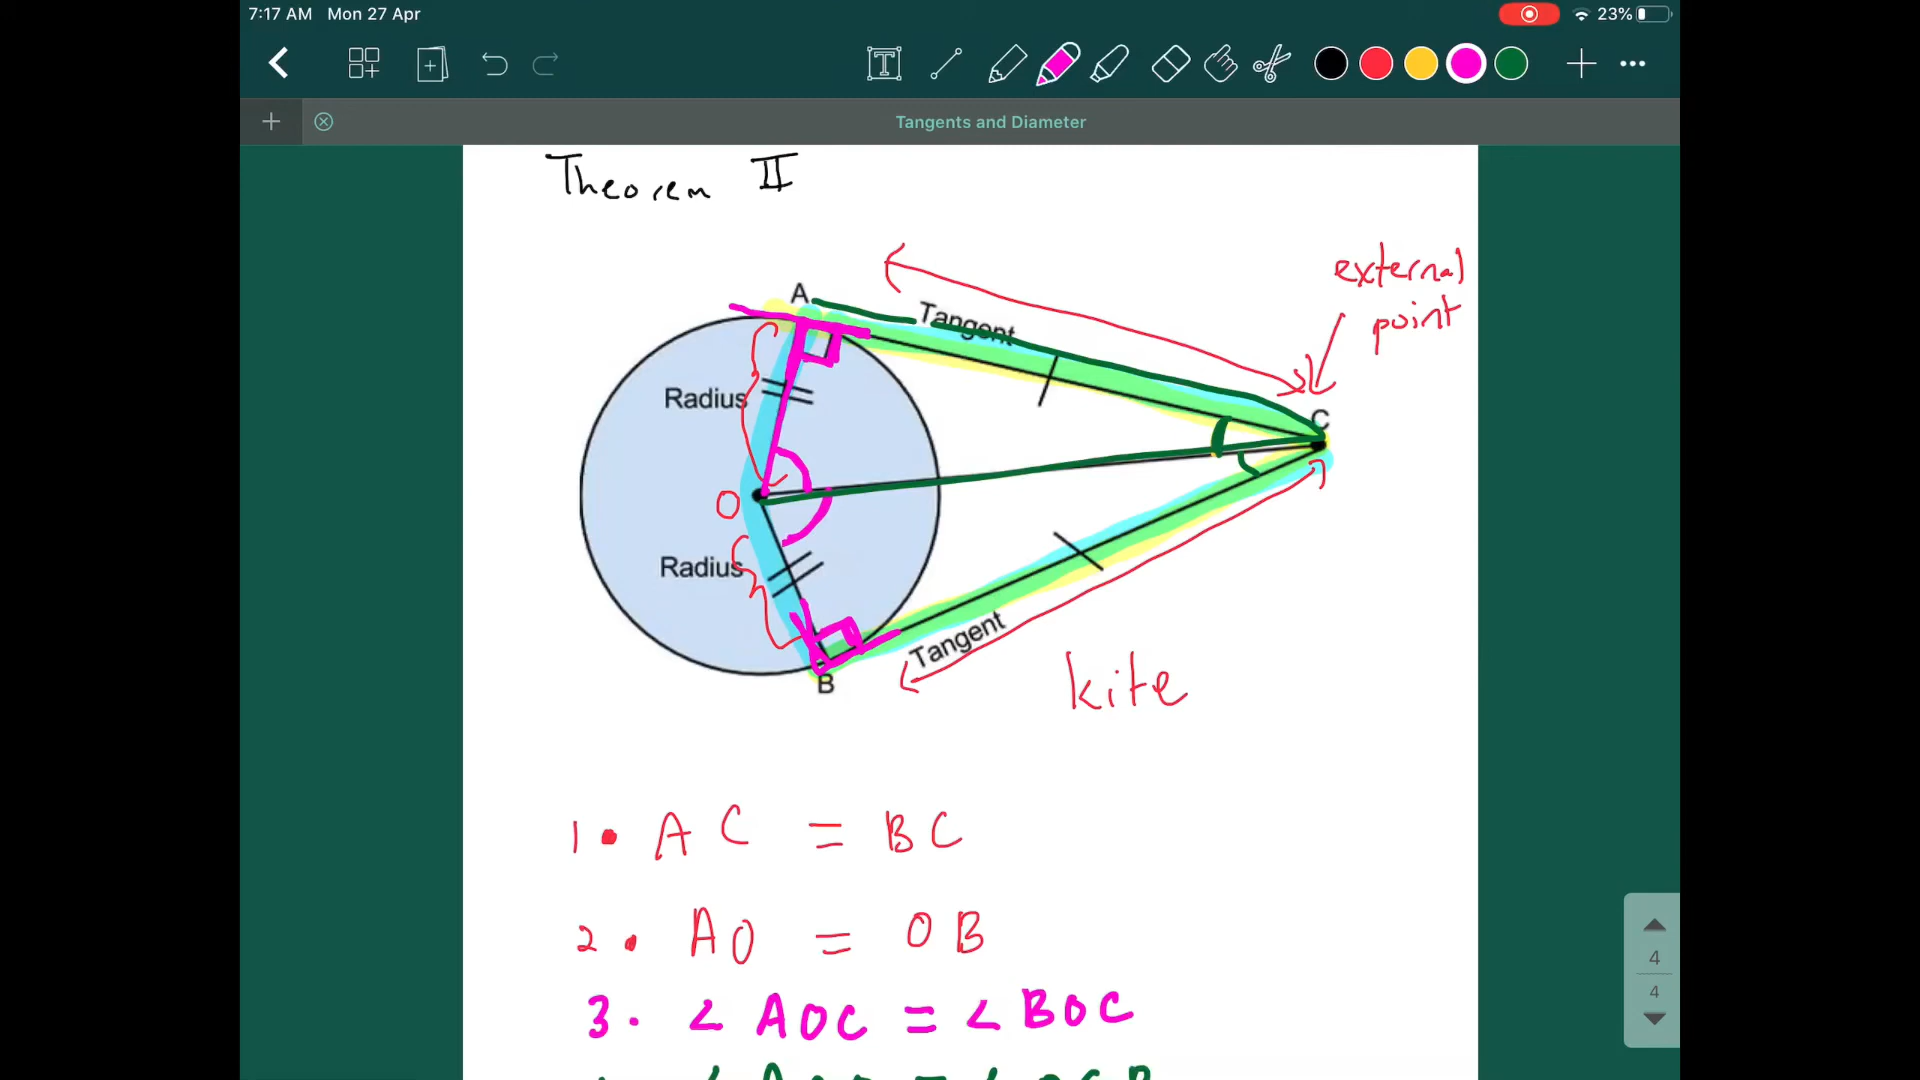 7:17 AM Mon 27 Apr
23%
Tangents and Diameter
Theorem II
external
point
A
Tangent
C
Radius
O
Radius
Tangent
B
kite
1. AC = BC
2. AO = OB
3. < AOC = < BOC
4
4